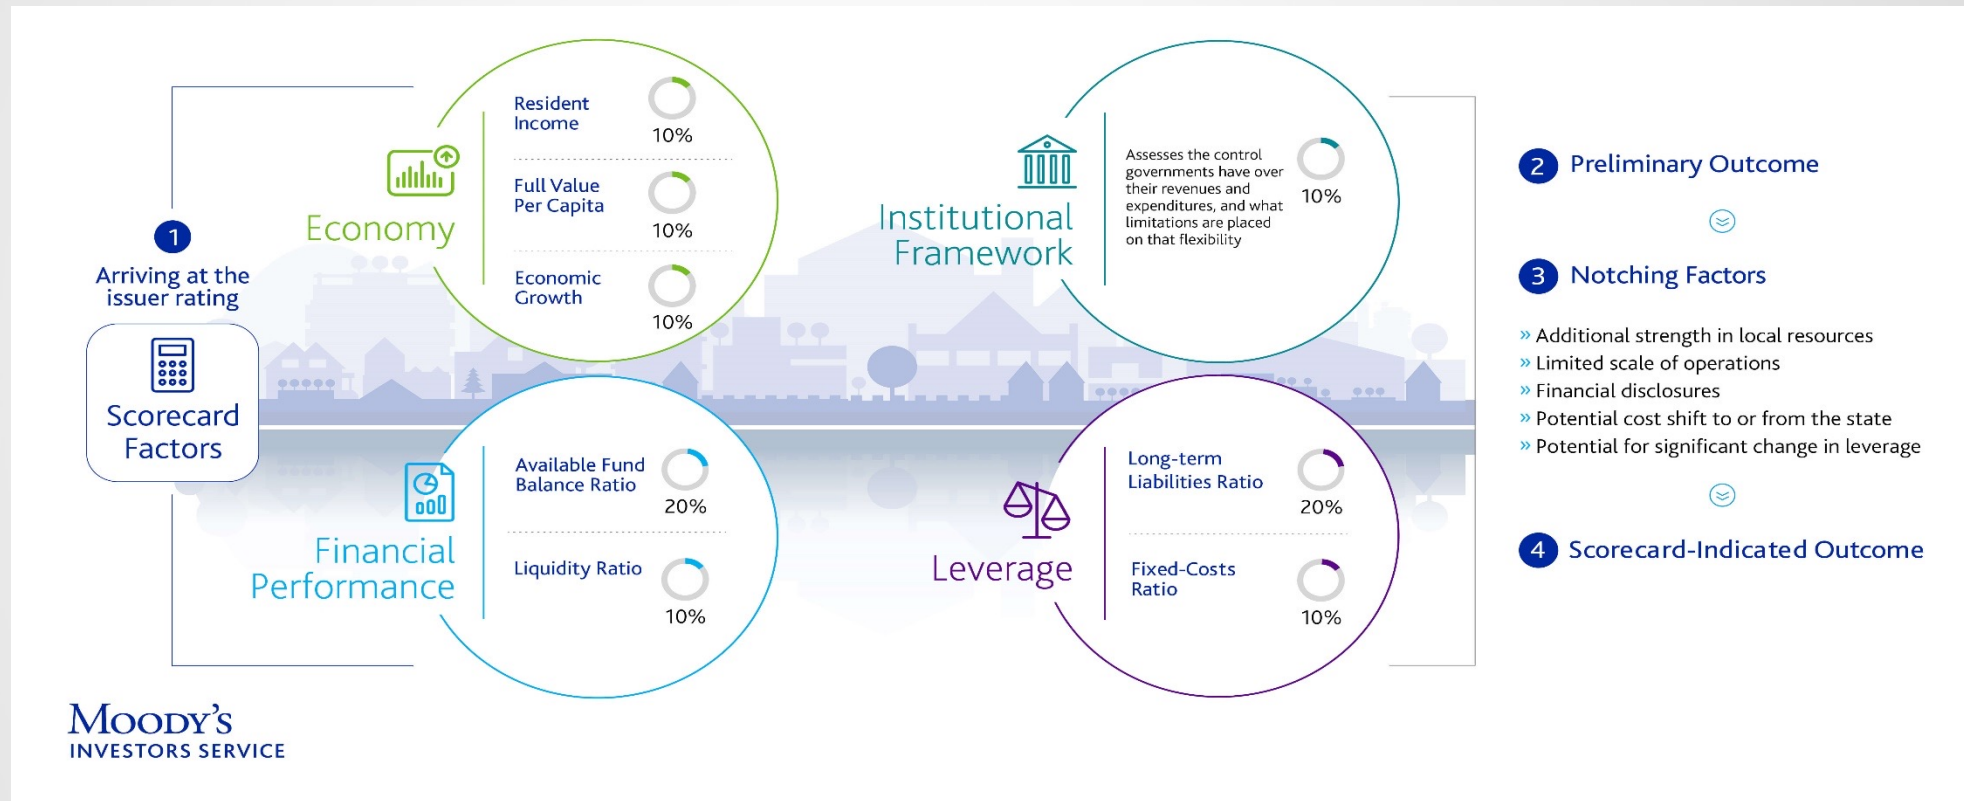 1
Arriving at the
issuer rating
Scorecard
Factors
Economy
Resident
Income
10%
Full Value
Per Capita
10%
Economic
Growth
10%
Institutional
Framework
Assesses the control
governments have over
their revenues and
expenditures, and what
limitations are placed
on that flexibility
10%
Financial
Performance
Available Fund
Balance Ratio
20%
Liquidity Ratio
10%
Leverage
Long-term
Liabilities Ratio
20%
Fixed-Costs
Ratio
10%
2 Preliminary Outcome
3 Notching Factors
» Additional strength in local resources
» Limited scale of operations
» Financial disclosures
» Potential cost shift to or from the state
» Potential for significant change in leverage
4 Scorecard-Indicated Outcome
MOODY'S
INVESTORS SERVICE